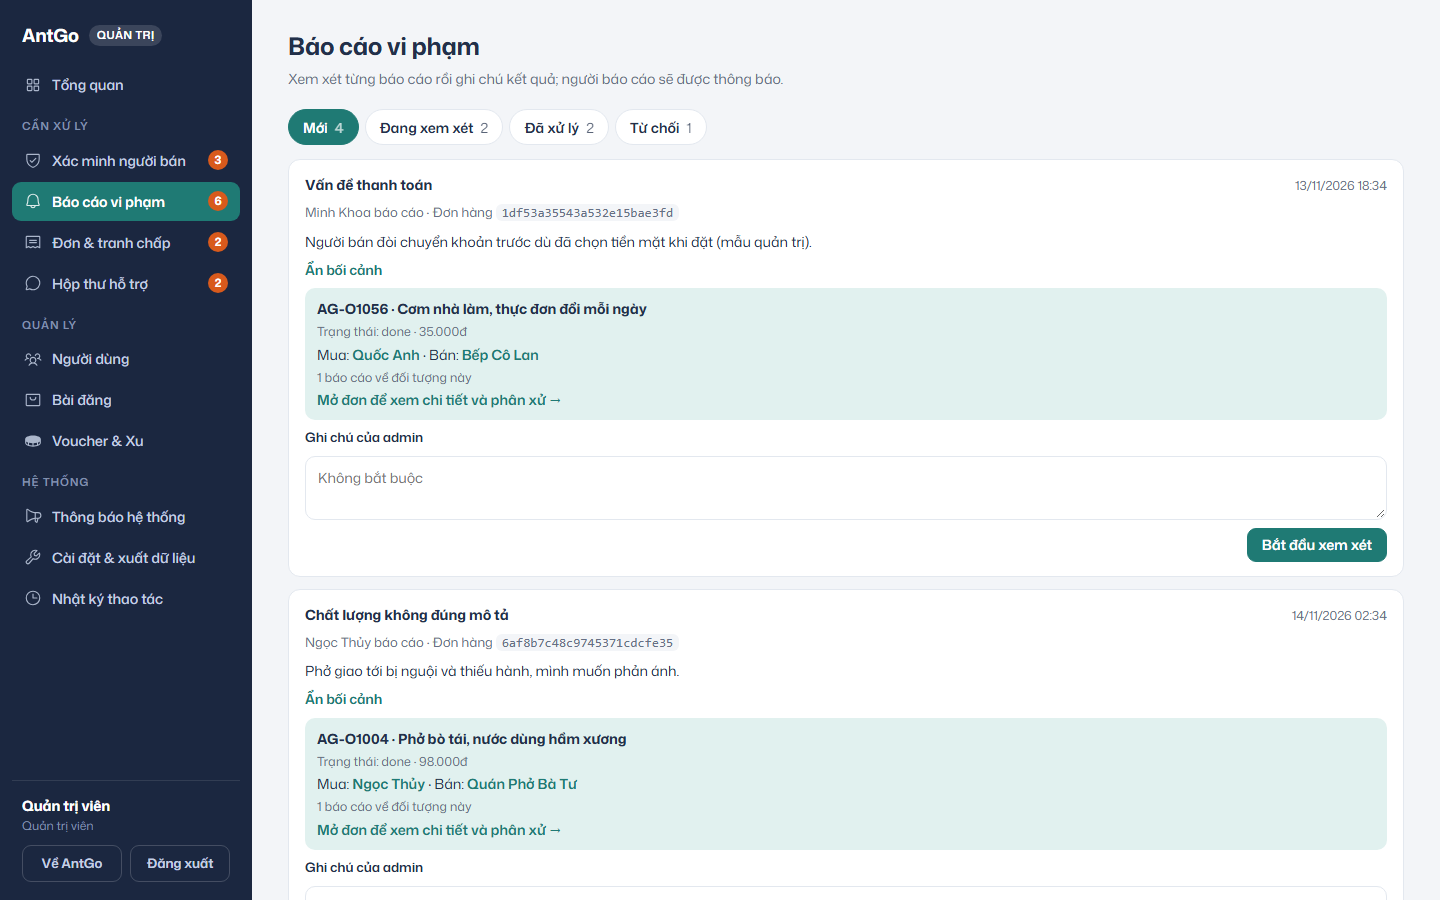 AntGo QUẢN TRỊ
Tổng quan
CẦN XỬ LÝ
Xác minh người bán 3
Báo cáo vi phạm 6
Đơn & tranh chấp 2
Hộp thư hỗ trợ 2
QUẢN LÝ
Người dùng
Bài đăng
Voucher & Xu
HỆ THỐNG
Thông báo hệ thống
Cài đặt & xuất dữ liệu
Nhật ký thao tác
Quản trị viên
Quản trị viên
Về AntGo Đăng xuất
Báo cáo vi phạm
Xem xét từng báo cáo rồi ghi chú kết quả; người báo cáo sẽ được thông báo.
Mới 4 Đang xem xét 2 Đã xử lý 2 Từ chối 1
Vấn đề thanh toán 13/11/2026 18:34
Minh Khoa báo cáo · Đơn hàng 1df53a35543a532e15bae3fd
Người bán đòi chuyển khoản trước dù đã chọn tiền mặt khi đặt (mẫu quản trị).
Ẩn bối cảnh
AG-O1056 · Cơm nhà làm, thực đơn đổi mỗi ngày
Trạng thái: done · 35.000đ
Mua: Quốc Anh · Bán: Bếp Cô Lan
1 báo cáo về đối tượng này
Mở đơn để xem chi tiết và phân xử →
Ghi chú của admin
Không bắt buộc
Bắt đầu xem xét
Chất lượng không đúng mô tả 14/11/2026 02:34
Ngọc Thủy báo cáo · Đơn hàng 6af8b7c48c9745371cdcfe35
Phở giao tới bị nguội và thiếu hành, mình muốn phản ánh.
Ẩn bối cảnh
AG-O1004 · Phở bò tái, nước dùng hầm xương
Trạng thái: done · 98.000đ
Mua: Ngọc Thủy · Bán: Quán Phở Bà Tư
1 báo cáo về đối tượng này
Mở đơn để xem chi tiết và phân xử →
Ghi chú của admin